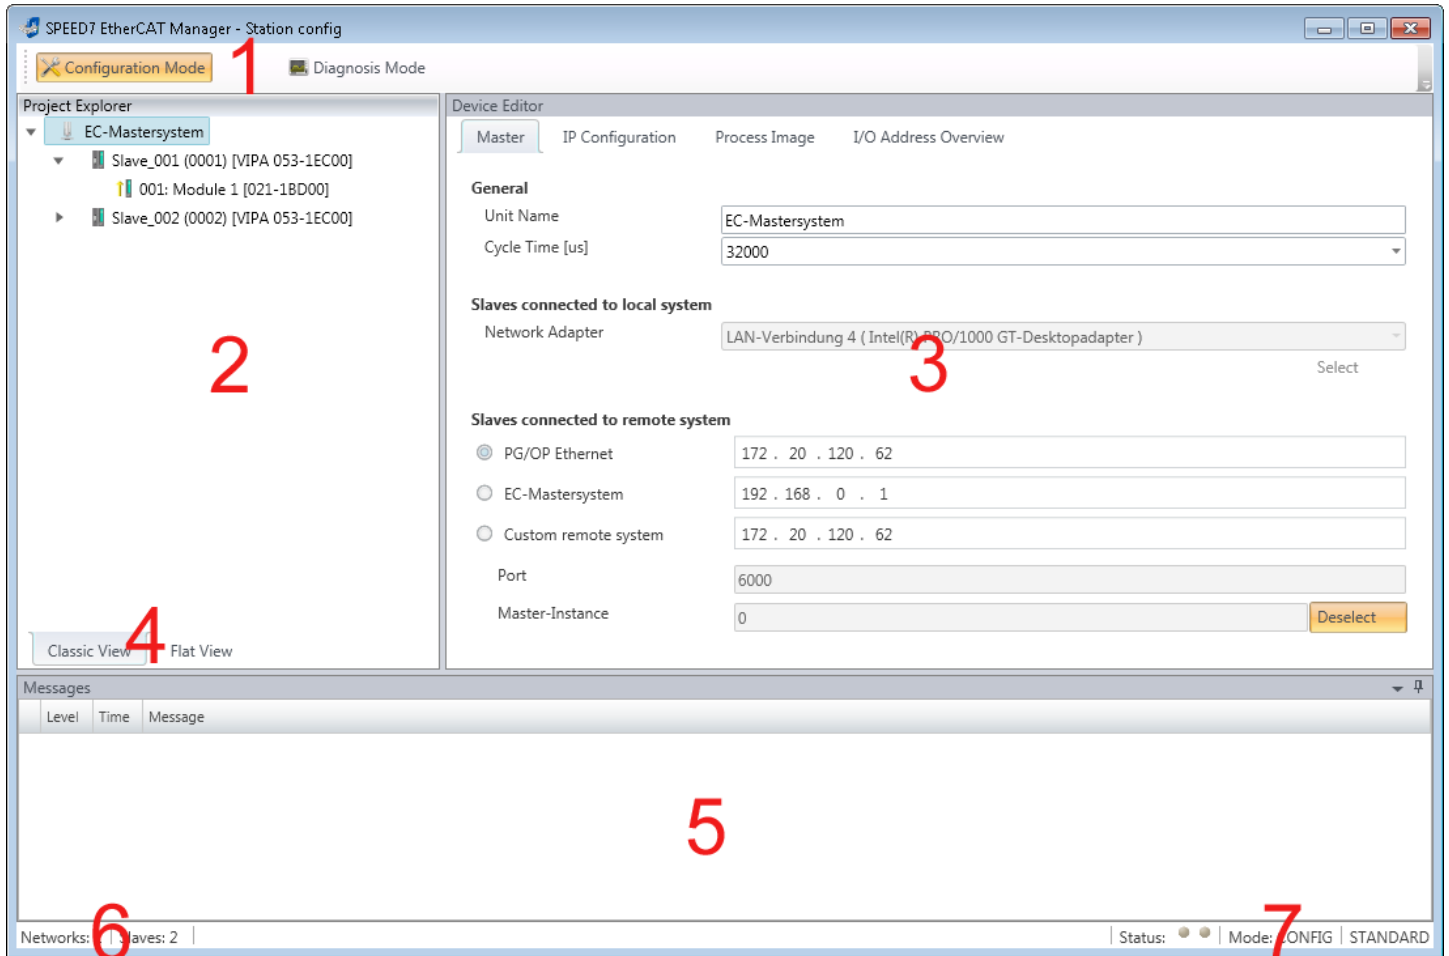 SPEED7 EtherCAT Manager - Station config
Configuration Mode 1 Diagnosis Mode
Project Explorer
EC-Mastersystem
Slave_001 (0001) [VIPA 053-1EC00]
001: Module 1 [021-1BD00]
Slave_002 (0002) [VIPA 053-1EC00]
2
4
Classic View Flat View
Device Editor
Master IP Configuration Process Image I/O Address Overview
General
Unit Name EC-Mastersystem
Cycle Time [us] 32000
Slaves connected to local system
Network Adapter LAN-Verbindung 4 ( Intel(R) PRO/1000 GT-Desktopadapter )
3
Select
Slaves connected to remote system
PG/OP Ethernet 172 . 20 . 120 . 62
EC-Mastersystem 192 . 168 . 0 . 1
Custom remote system 172 . 20 . 120 . 62
Port 6000
Master-Instance 0 Deselect
Messages
Level Time Message
5
6 7
Networks: Slaves: 2 Status: Mode: CONFIG STANDARD